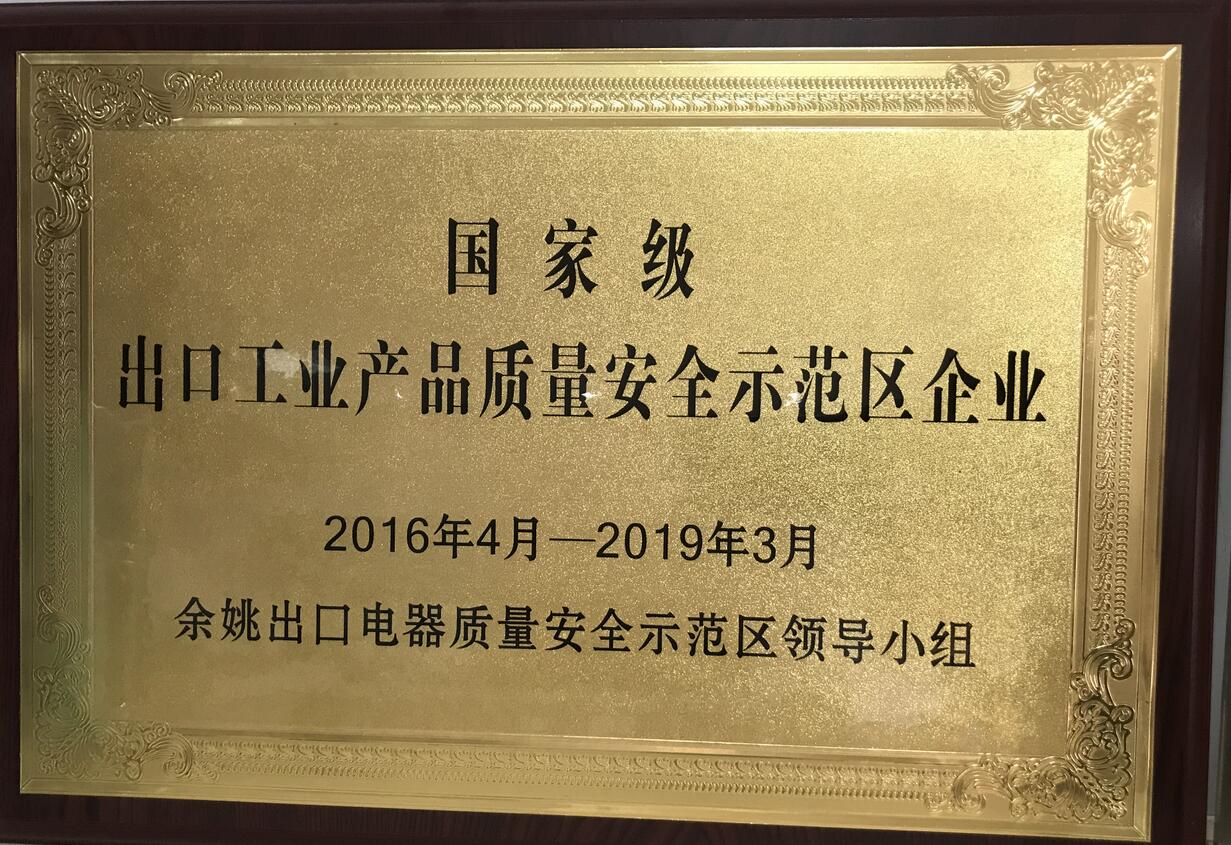 国家级
出口工业产品质量安全示范区企业
2016年4月—2019年3月
余姚出口电器质量安全示范区领导小组